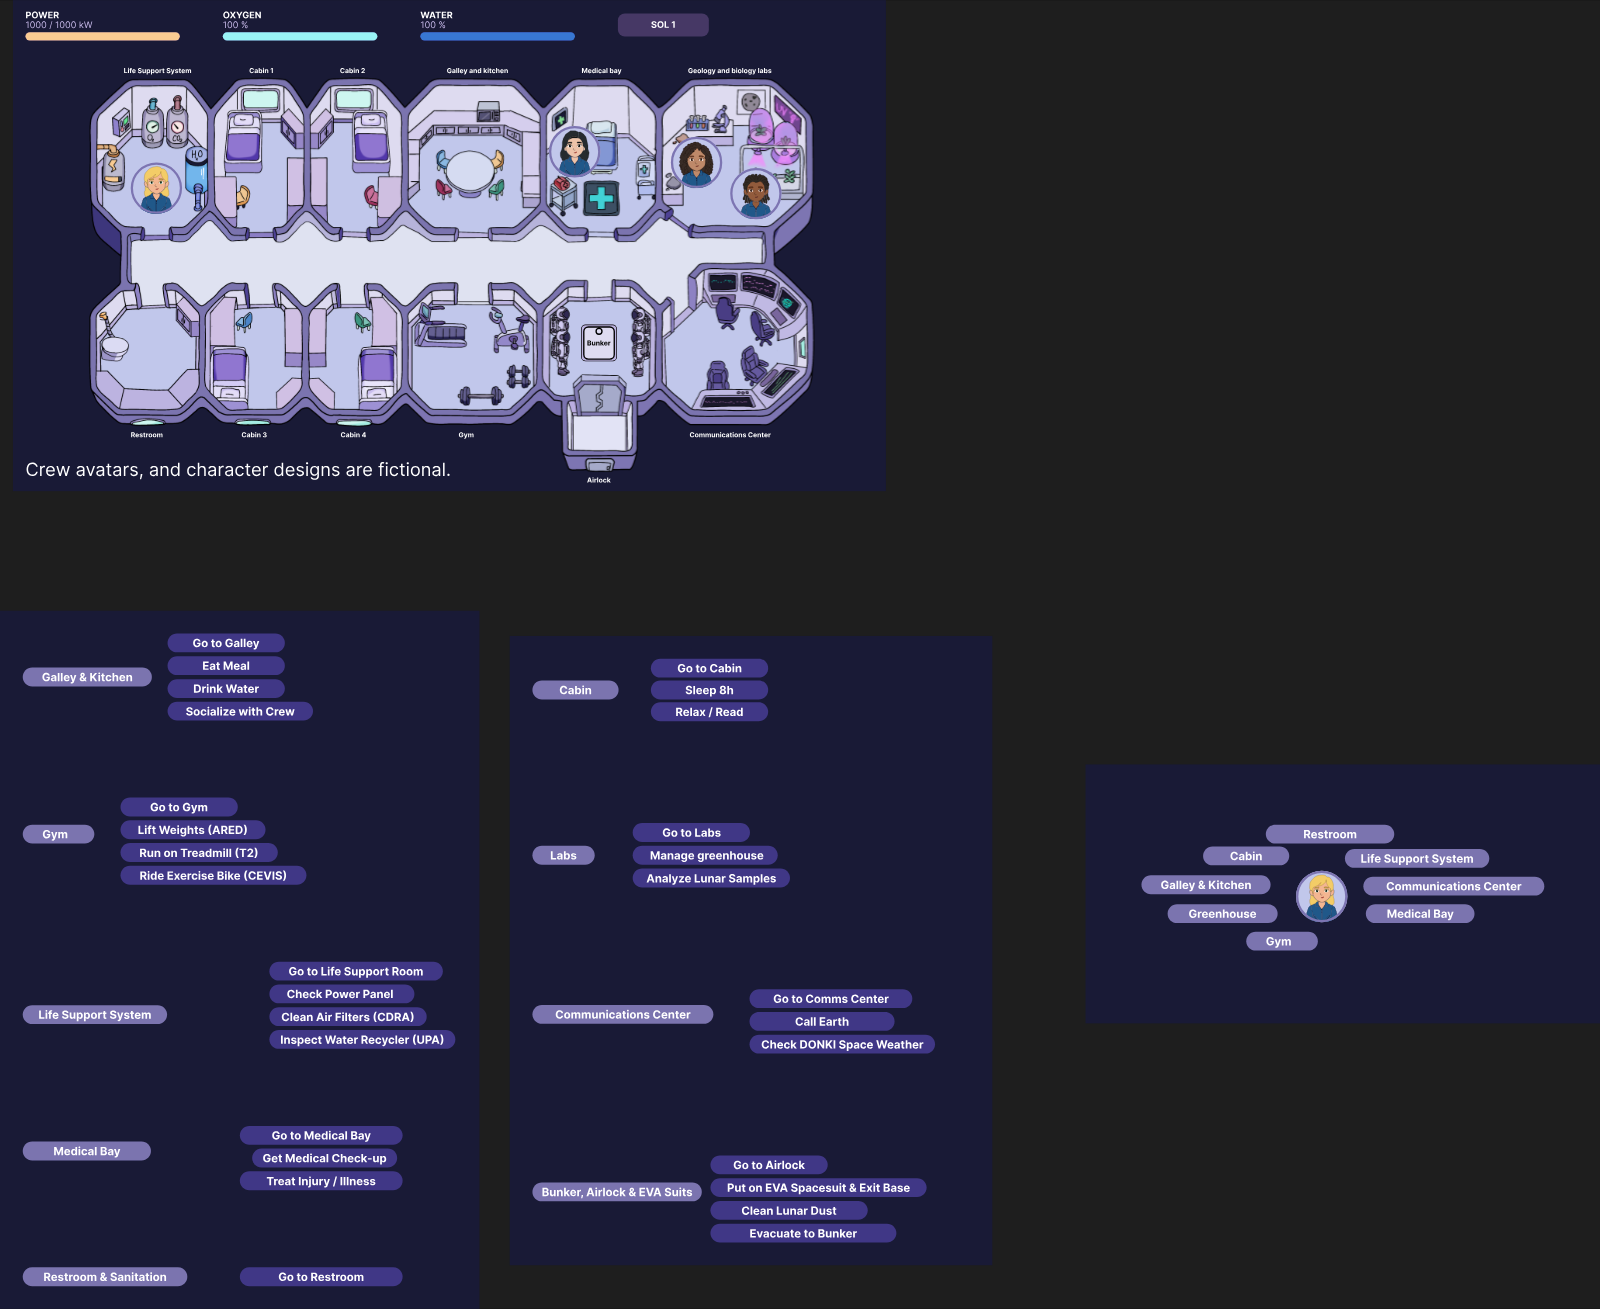 POWER
1000 / 1000 kW
OXYGEN
100 %
WATER
100 %
SOL 1
Life Support System
Cabin 1
Cabin 2
Galley and kitchen
Medical bay
Geology and biology labs
O₂
CO₂
H₂O
Bunker
Restroom
Cabin 3
Cabin 4
Gym
Communications Center
Airlock
Crew avatars, and character designs are fictional.
Galley & Kitchen
Go to Galley
Eat Meal
Drink Water
Socialize with Crew
Gym
Go to Gym
Lift Weights (ARED)
Run on Treadmill (T2)
Ride Exercise Bike (CEVIS)
Life Support System
Go to Life Support Room
Check Power Panel
Clean Air Filters (CDRA)
Inspect Water Recycler (UPA)
Medical Bay
Go to Medical Bay
Get Medical Check-up
Treat Injury / Illness
Restroom & Sanitation
Go to Restroom
Cabin
Go to Cabin
Sleep 8h
Relax / Read
Labs
Go to Labs
Manage greenhouse
Analyze Lunar Samples
Communications Center
Go to Comms Center
Call Earth
Check DONKI Space Weather
Bunker, Airlock & EVA Suits
Go to Airlock
Put on EVA Spacesuit & Exit Base
Clean Lunar Dust
Evacuate to Bunker
Restroom
Cabin
Life Support System
Galley & Kitchen
Communications Center
Greenhouse
Medical Bay
Gym